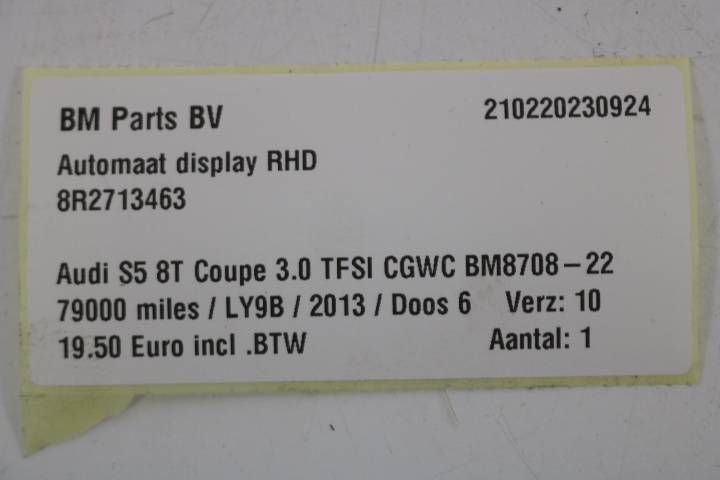 BM Parts BV 210220230924
Automaat display RHD
8R2713463
Audi S5 8T Coupe 3.0 TFSI CGWC BM8708-22
79000 miles / LY9B / 2013 / Doos 6 Verz: 10
19.50 Euro incl .BTW Aantal: 1